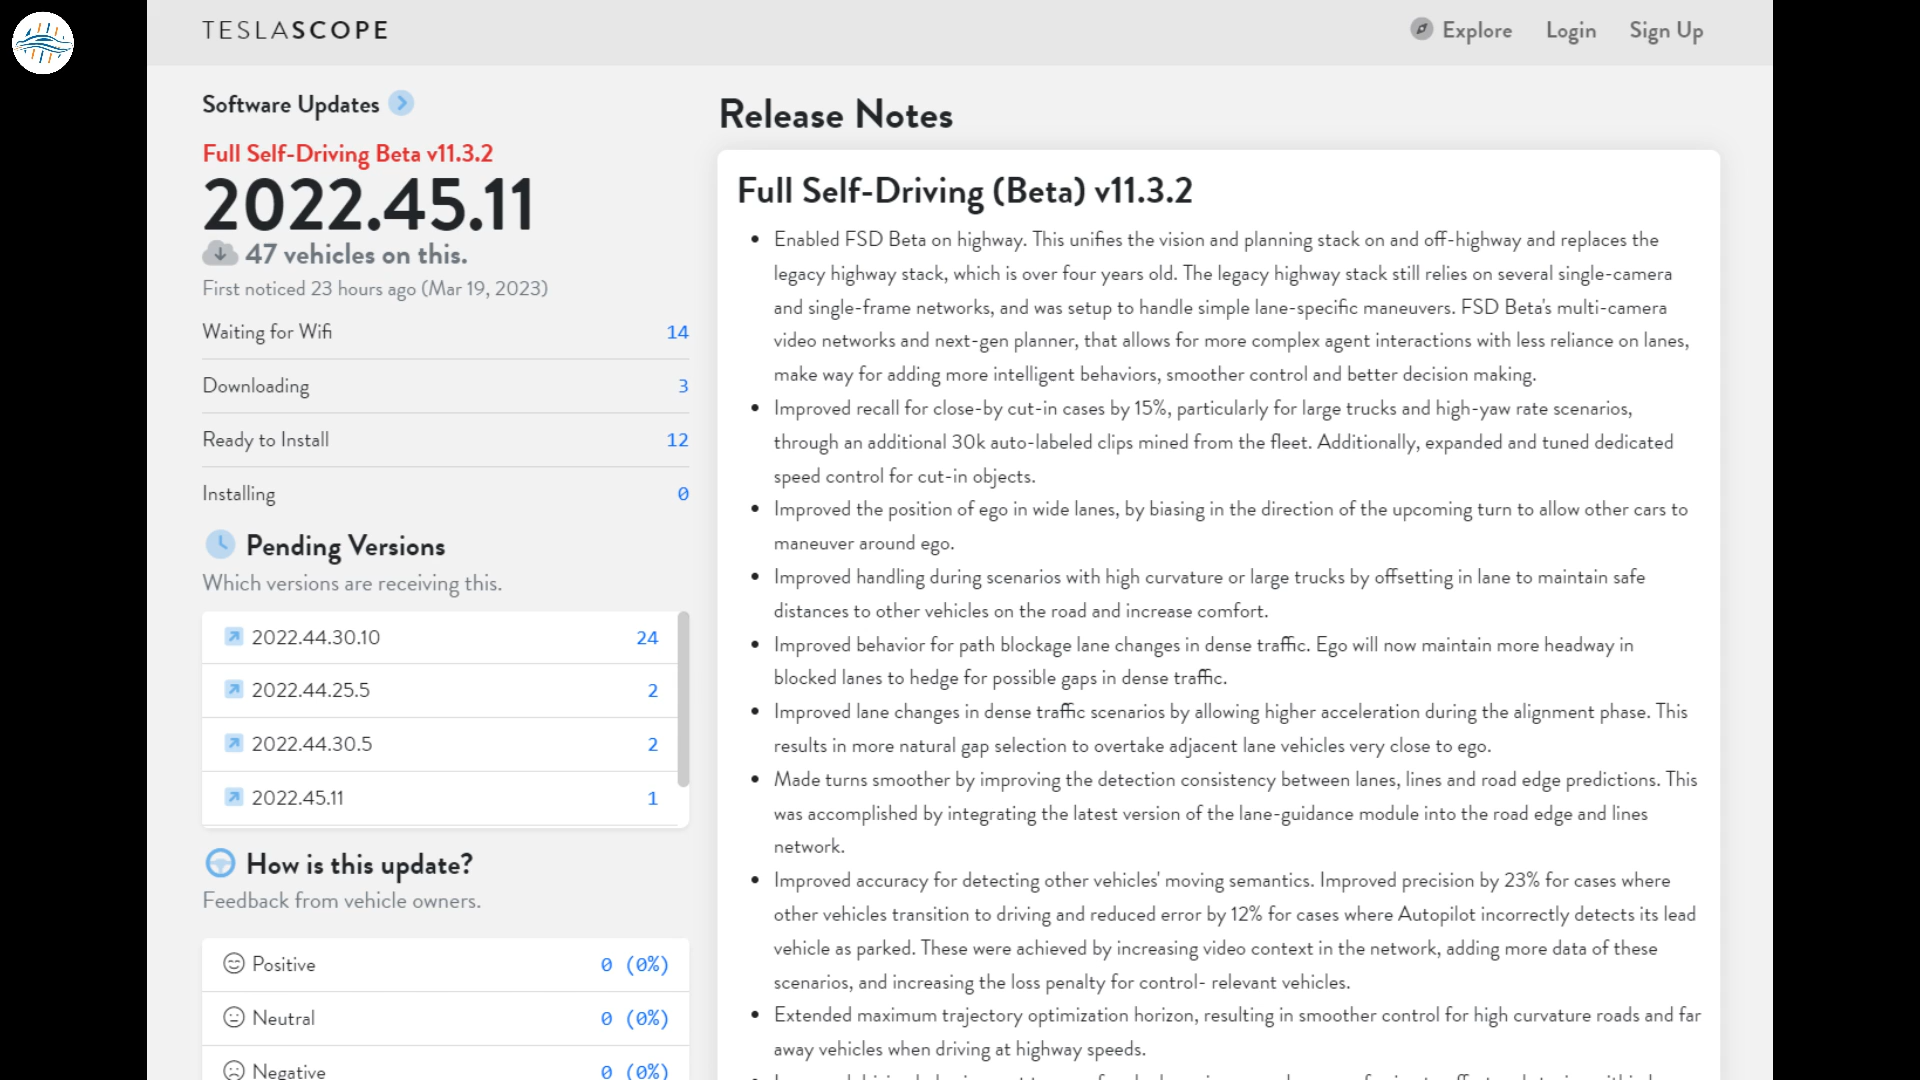 TESLASCOPE
Explore
Login
Sign Up
Software Updates
Full Self-Driving Beta v11.3.2
2022.45.11
47 vehicles on this.
First noticed 23 hours ago (Mar 19, 2023)
Waiting for Wifi 14
Downloading 3
Ready to Install 12
Installing 0
Pending Versions
Which versions are receiving this.
2022.44.30.10 24
2022.44.25.5 2
2022.44.30.5 2
2022.45.11 1
How is this update?
Feedback from vehicle owners.
Positive 0 (0%)
Neutral 0 (0%)
Negative 0 (0%)
Release Notes
Full Self-Driving (Beta) v11.3.2
• Enabled FSD Beta on highway. This unifies the vision and planning stack on and off-highway and replaces the
legacy highway stack, which is over four years old. The legacy highway stack still relies on several single-camera
and single-frame networks, and was setup to handle simple lane-specific maneuvers. FSD Beta's multi-camera
video networks and next-gen planner, that allows for more complex agent interactions with less reliance on lanes,
make way for adding more intelligent behaviors, smoother control and better decision making.
• Improved recall for close-by cut-in cases by 15%, particularly for large trucks and high-yaw rate scenarios,
through an additional 30k auto-labeled clips mined from the fleet. Additionally, expanded and tuned dedicated
speed control for cut-in objects.
• Improved the position of ego in wide lanes, by biasing in the direction of the upcoming turn to allow other cars to
maneuver around ego.
• Improved handling during scenarios with high curvature or large trucks by offsetting in lane to maintain safe
distances to other vehicles on the road and increase comfort.
• Improved behavior for path blockage lane changes in dense traffic. Ego will now maintain more headway in
blocked lanes to hedge for possible gaps in dense traffic.
• Improved lane changes in dense traffic scenarios by allowing higher acceleration during the alignment phase. This
results in more natural gap selection to overtake adjacent lane vehicles very close to ego.
• Made turns smoother by improving the detection consistency between lanes, lines and road edge predictions. This
was accomplished by integrating the latest version of the lane-guidance module into the road edge and lines
network.
• Improved accuracy for detecting other vehicles' moving semantics. Improved precision by 23% for cases where
other vehicles transition to driving and reduced error by 12% for cases where Autopilot incorrectly detects its lead
vehicle as parked. These were achieved by increasing video context in the network, adding more data of these
scenarios, and increasing the loss penalty for control- relevant vehicles.
• Extended maximum trajectory optimization horizon, resulting in smoother control for high curvature roads and far
away vehicles when driving at highway speeds.